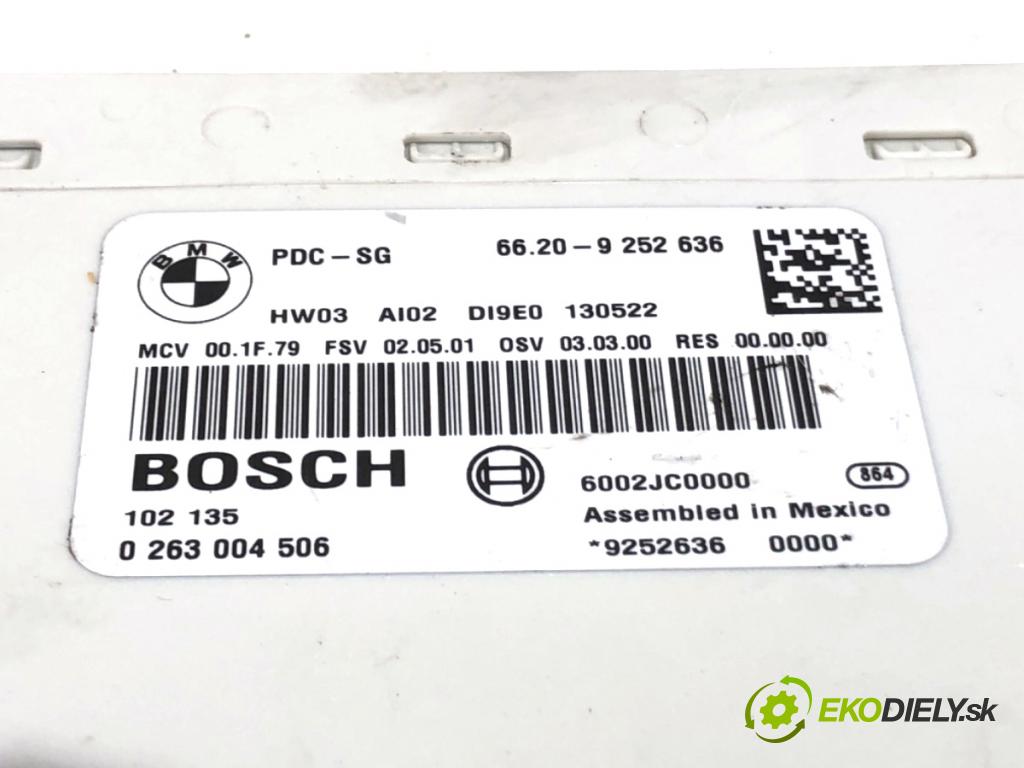 BMW PDC-SG 66.20-9 252 636
HW03 AI02 DI9E0 130522
MCV 00.1F.79 FSV 02.05.01 OSV 03.03.00 RES 00.00.00
BOSCH 6002JC0000 864
102 135 Assembled in Mexico
0 263 004 506 *9252636 0000*
EKODIELY.sk